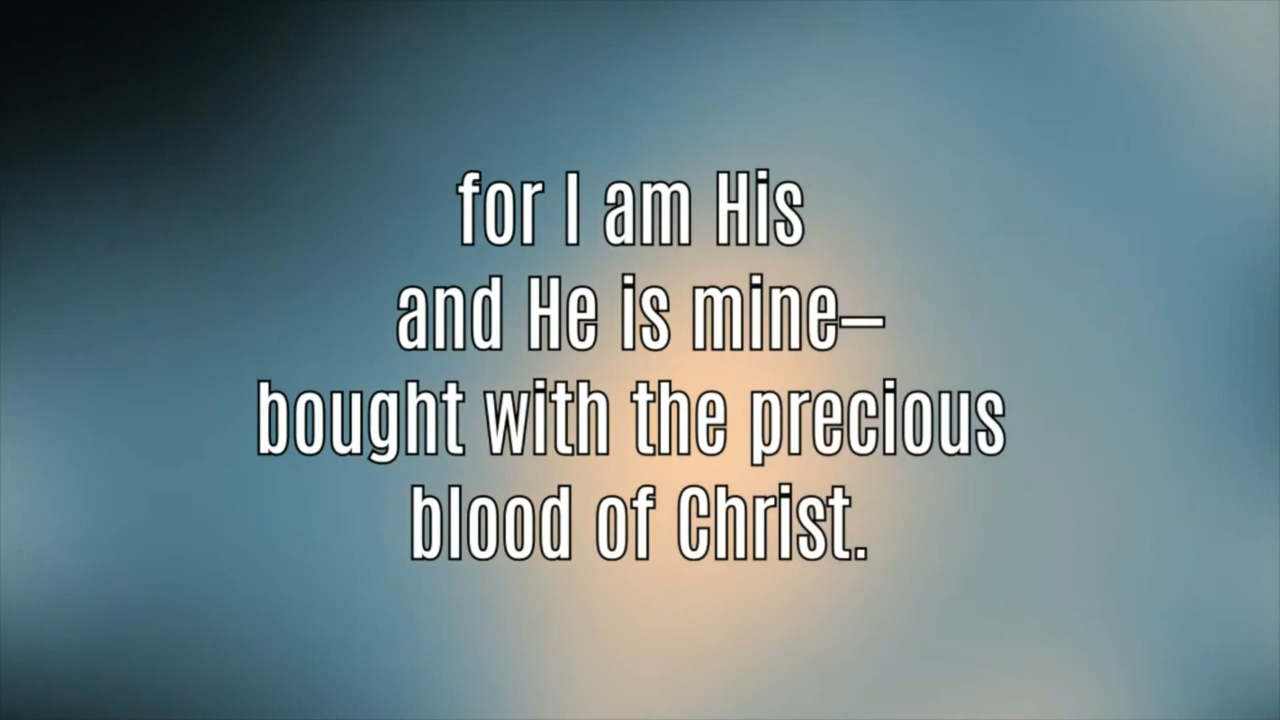 for I am His
and He is mine—
bought with the precious
blood of Christ.